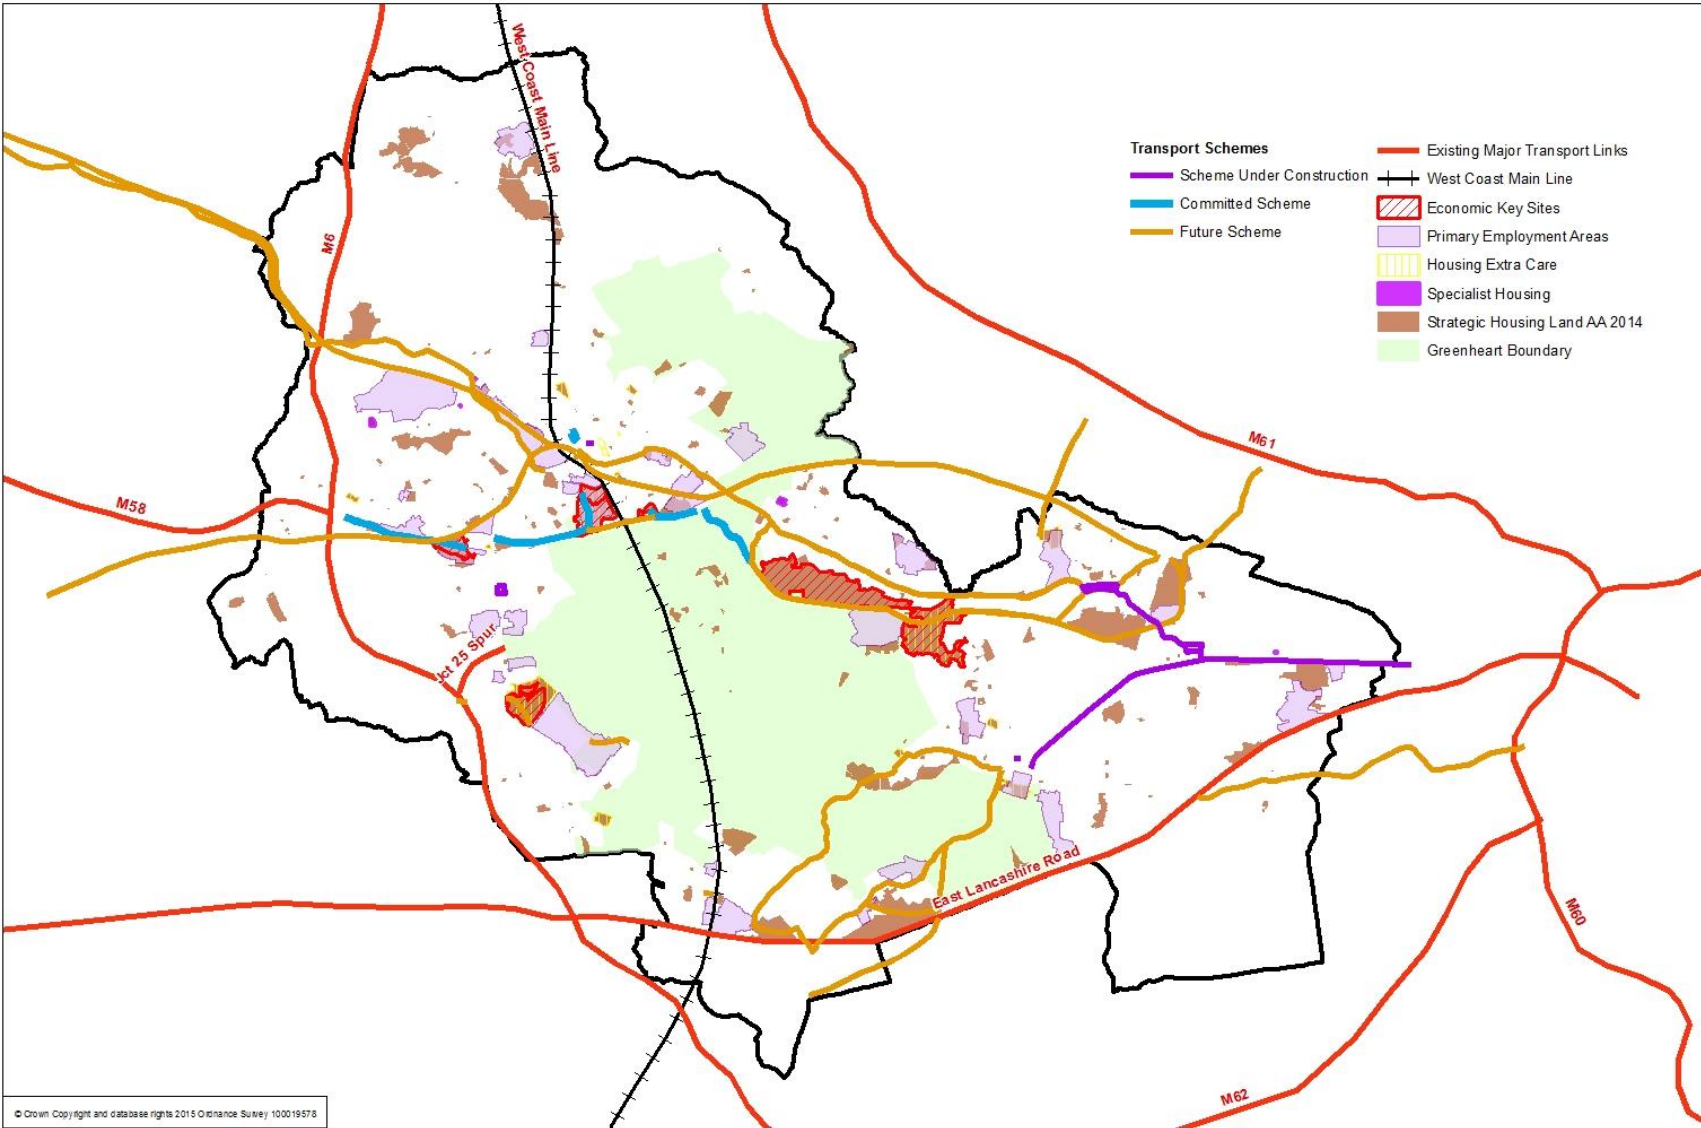 West Coast Main Line
Transport Schemes
Scheme Under Construction
Committed Scheme
Future Scheme
Existing Major Transport Links
West Coast Main Line
Economic Key Sites
Primary Employment Areas
Housing Extra Care
Specialist Housing
Strategic Housing Land AA 2014
Greenheart Boundary
M6
M61
M58
Jct 25 Spur
East Lancashire Road
M60
M62
© Crown Copyright and database rights 2015 Ordnance Survey 100019578